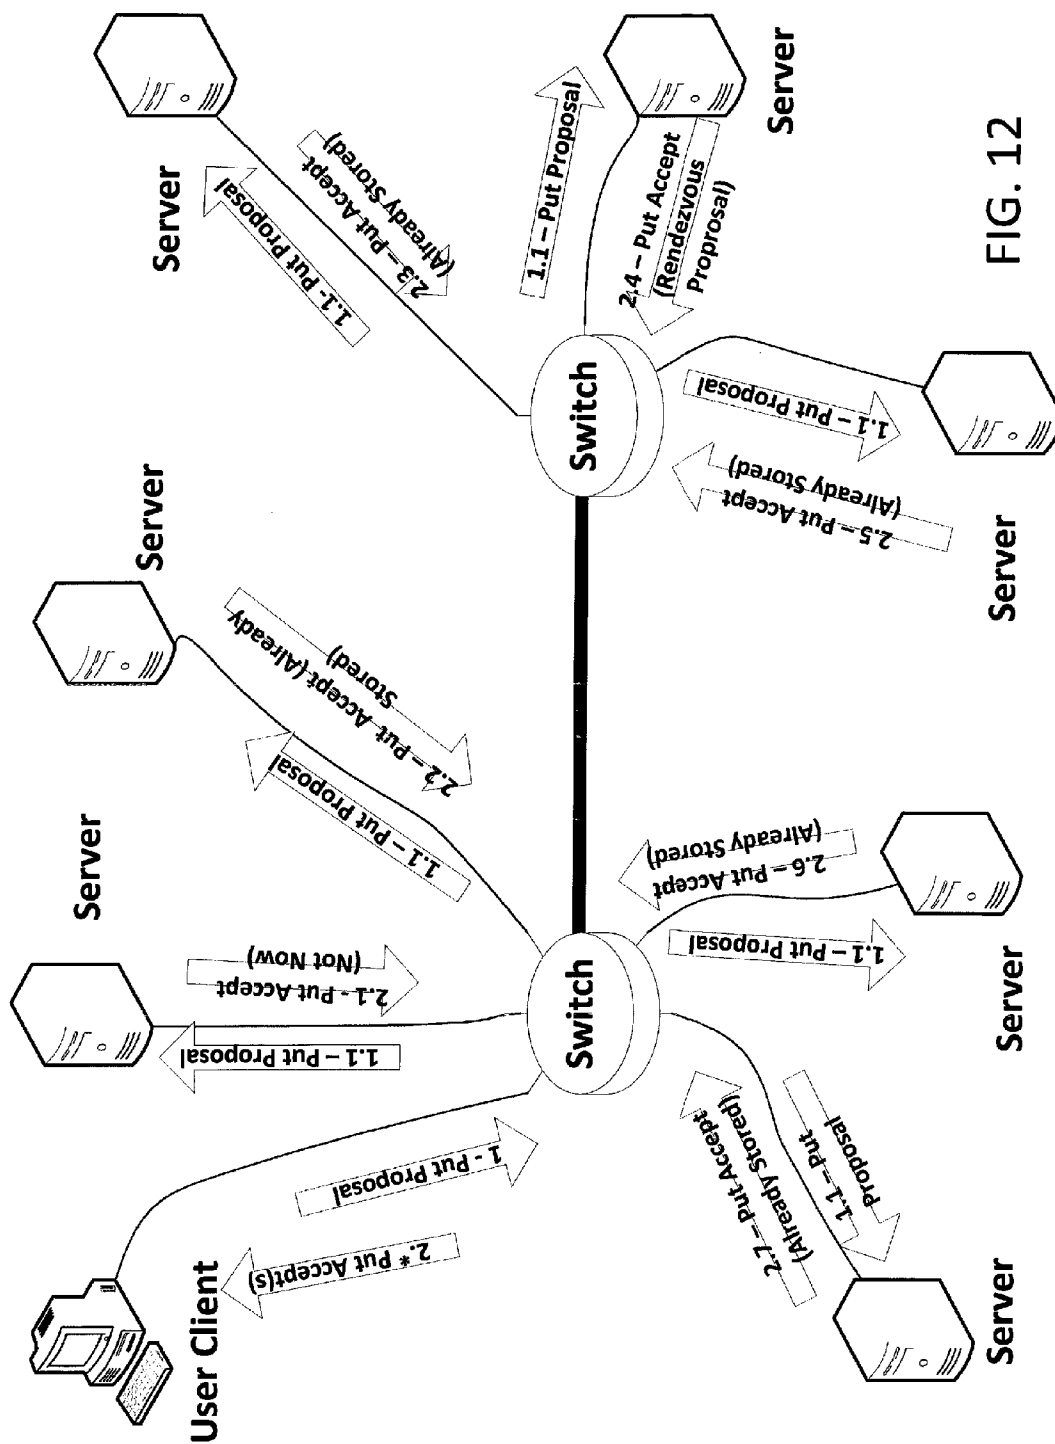 User Client
2.* Put Accept(s)
1 - Put Proposal
Server
1.1 – Put Proposal
2.1 - Put Accept
(Not Now)
Server
1.1 – Put Proposal
2.2 – Put Accept (Already
Stored)
Server
1.1- Put Proposal
2.3 – Put Accept
(Already Stored)
Server
1.1 – Put Proposal
2.4 – Put Accept
(Rendezvous
Proprosal)
Switch
Switch
Server
2.7 – Put Accept
(Already Stored)
1.1 – Put
Proposal
Server
1.1 – Put Proposal
2.6 – Put Accept
(Already Stored)
Server
2.5 – Put Accept
(Already Stored)
1.1 – Put Proposal
FIG. 12